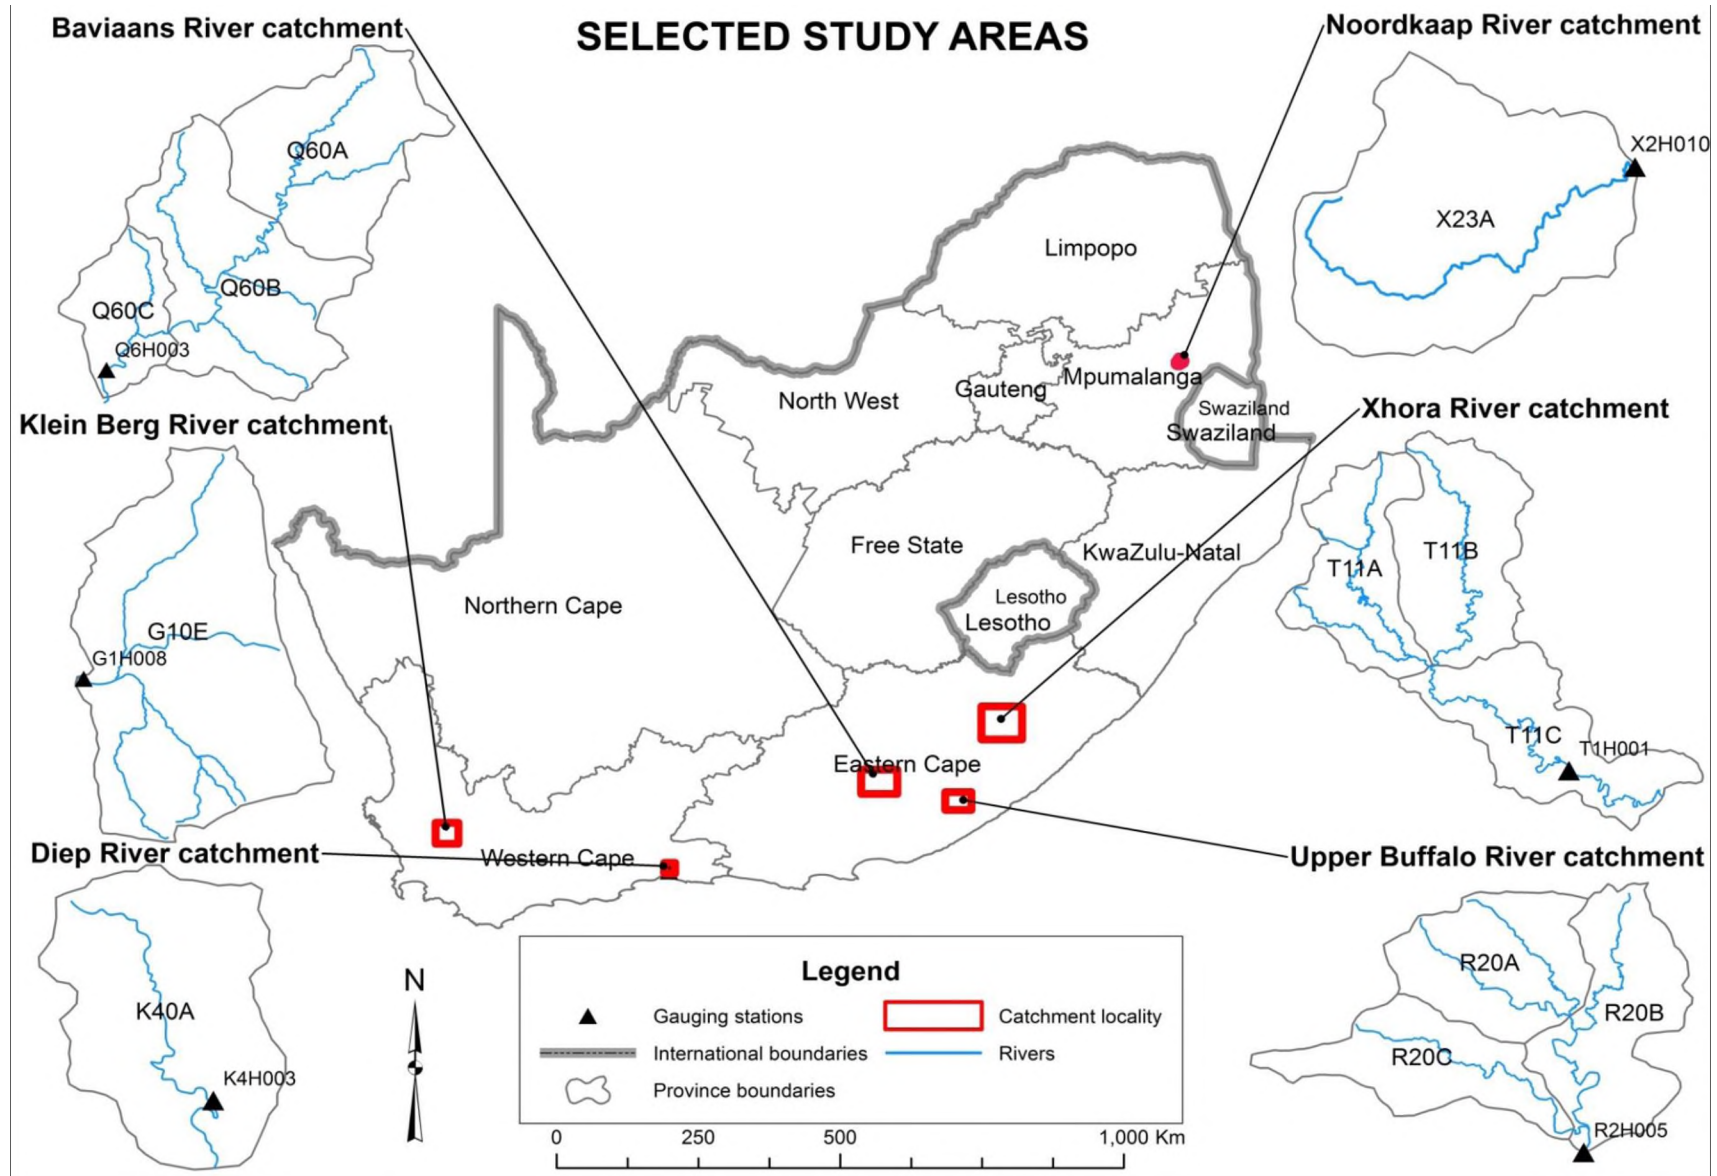 SELECTED STUDY AREAS
Baviaans River catchment
Q60A
Q60B
Q60C
Q6H003
Klein Berg River catchment
G10E
G1H008
Diep River catchment
K40A
K4H003
Noordkaap River catchment
X2H010
X23A
Xhora River catchment
T11A
T11B
T11C
T1H001
Upper Buffalo River catchment
R20A
R20B
R20C
R2H005
Limpopo
North West
Gauteng
Mpumalanga
Swaziland
Swaziland
Free State
KwaZulu-Natal
Lesotho
Lesotho
Northern Cape
Eastern Cape
Western Cape
N
Legend
Gauging stations
Catchment locality
International boundaries
Rivers
Province boundaries
0 250 500 1,000 Km